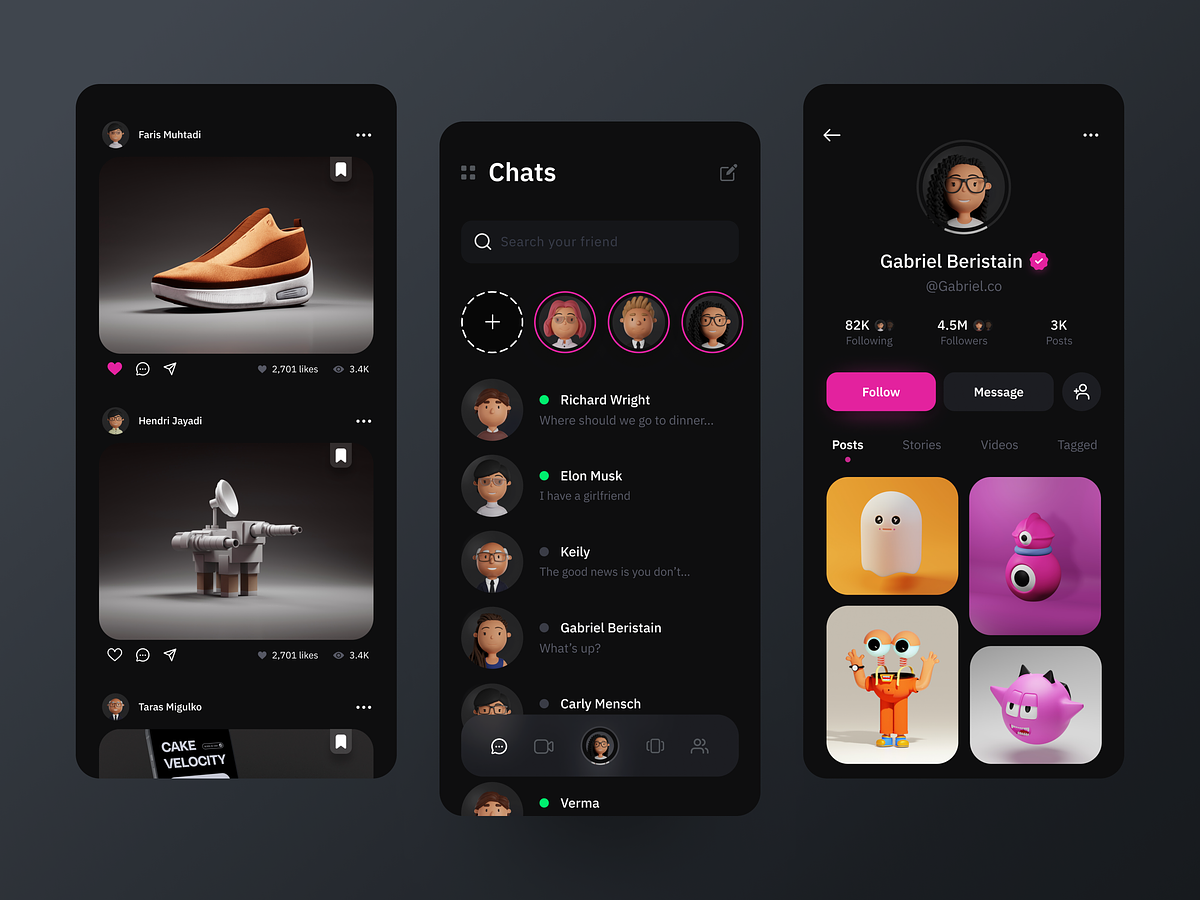 Faris Muhtadi
2,701 likes
3.4K
Hendri Jayadi
2,701 likes
3.4K
Taras Migulko
CAKE
VELOCITY
Chats
Search your friend
Richard Wright
Where should we go to dinner...
Elon Musk
I have a girlfriend
Keily
The good news is you don't...
Gabriel Beristain
What's up?
Carly Mensch
Verma
Gabriel Beristain
@Gabriel.co
82K
Following
4.5M
Followers
3K
Posts
Follow
Message
Posts Stories Videos Tagged